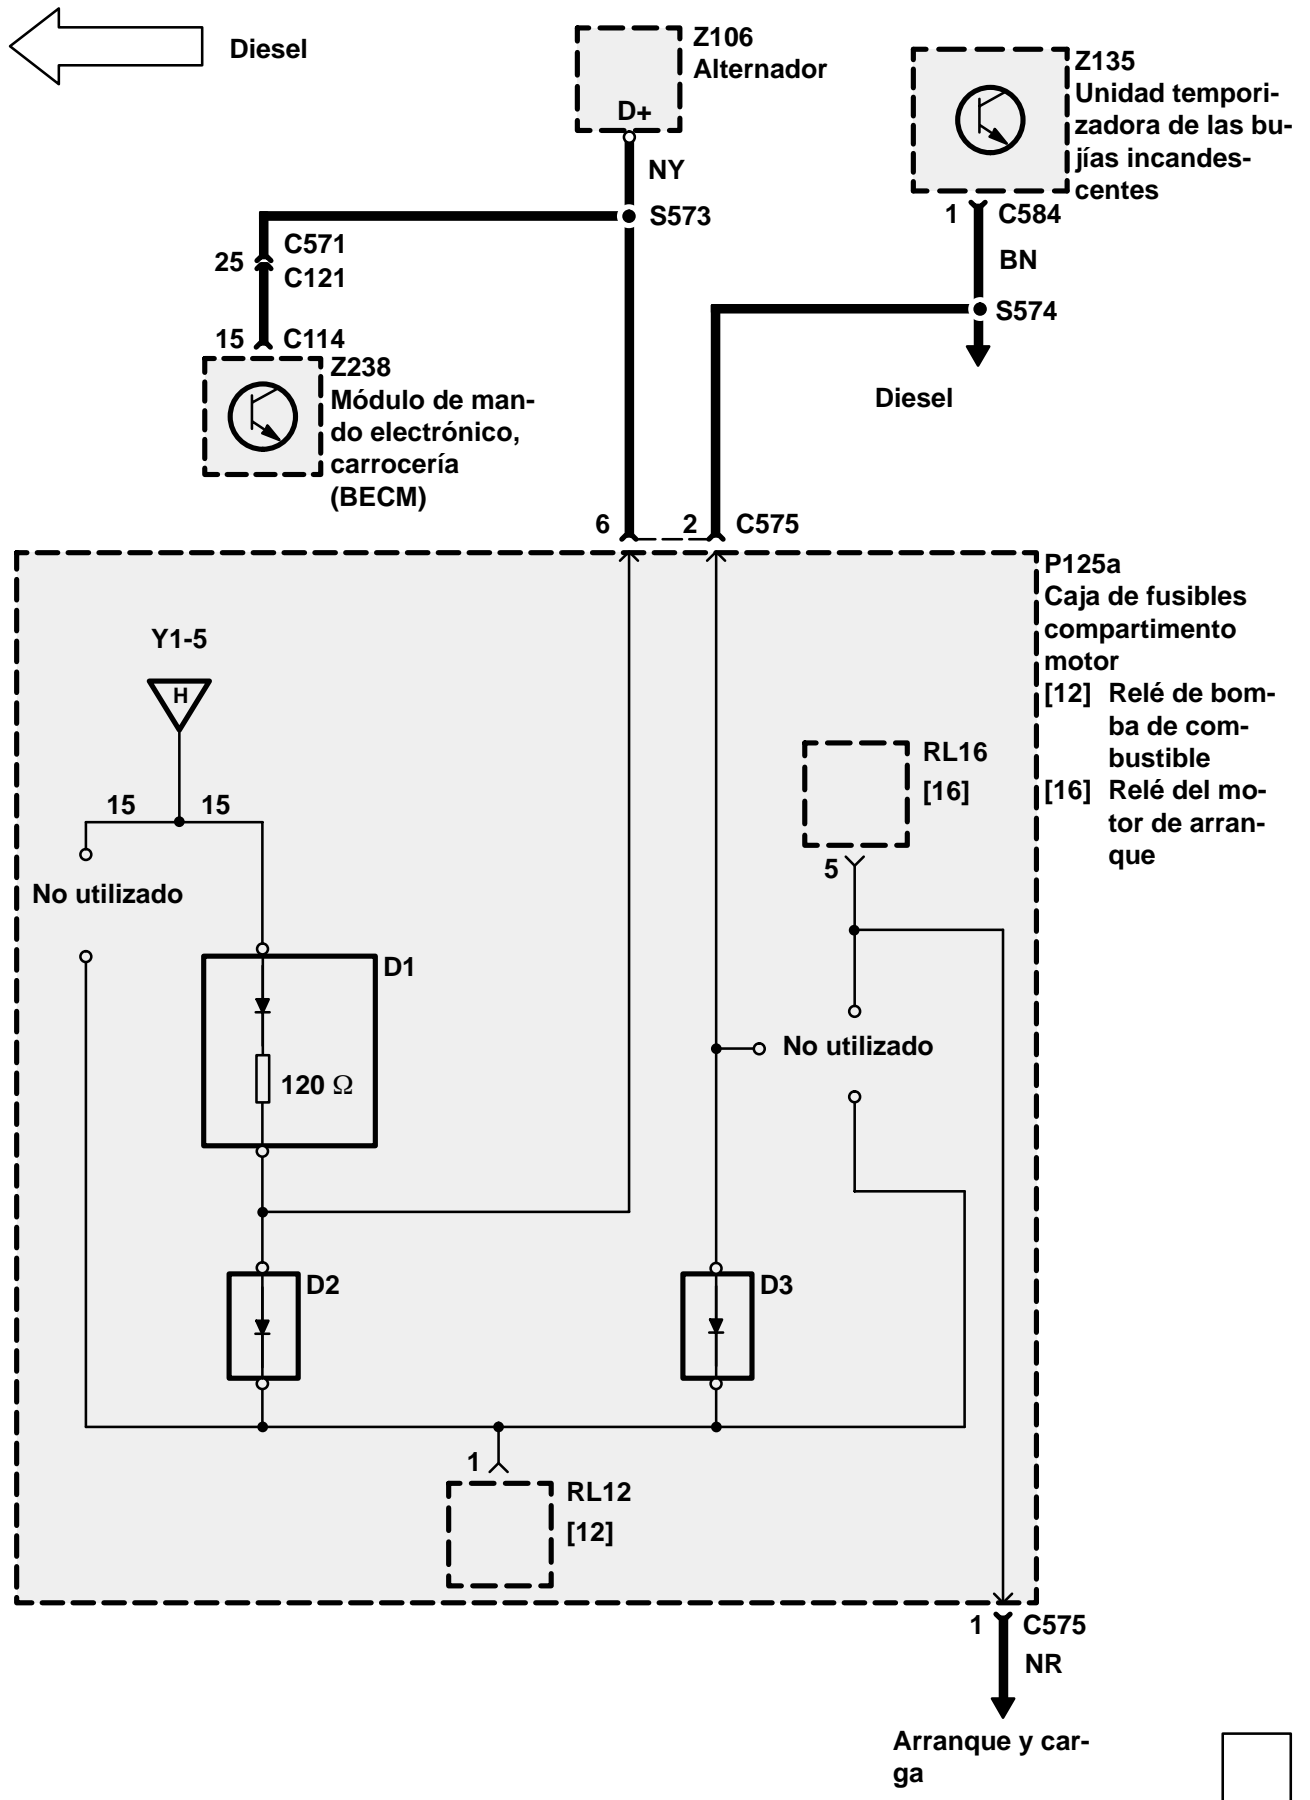 Diesel
Z106
Alternador
D+
NY
S573
Z135
Unidad tempori-
zadora de las bu-
jías incandes-
centes
1 C584
BN
S574
Diesel
25 C571
C121
15 C114
Z238
Módulo de man-
do electrónico,
carrocería
(BECM)
6 2 C575
P125a
Caja de fusibles
compartimento
motor
[12] Relé de bom-
ba de com-
bustible
[16] Relé del mo-
tor de arran-
que
Y1-5
H
15 15
No utilizado
RL16
[16]
5
D1
120 Ω
No utilizado
D2
D3
1
RL12
[12]
1 C575
NR
Arranque y car-
ga